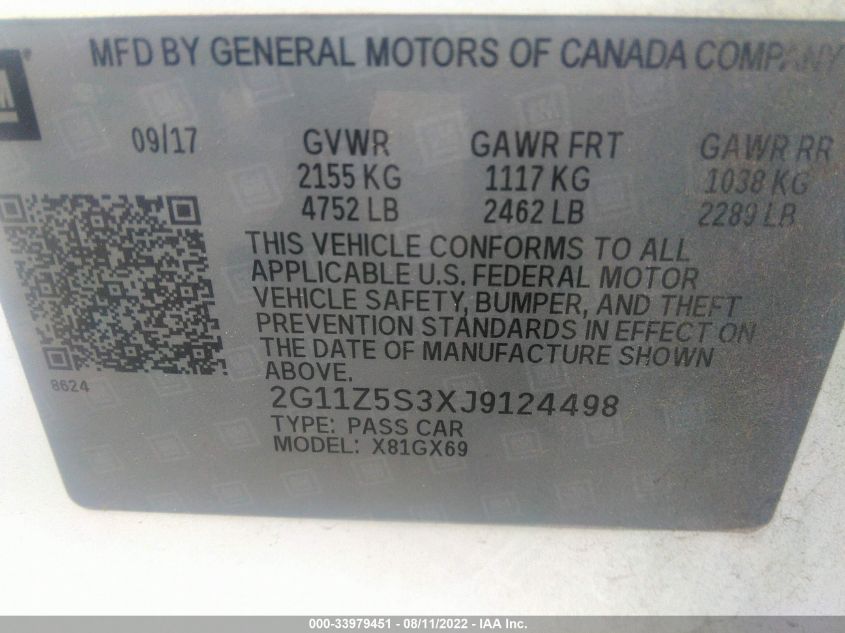 MFD BY GENERAL MOTORS OF CANADA COMPANY
GM
®
09/17 GVWR GAWR FRT GAWR RR
2155 KG 1117 KG 1038 KG
4752 LB 2462 LB 2289 LB
THIS VEHICLE CONFORMS TO ALL
APPLICABLE U.S. FEDERAL MOTOR
VEHICLE SAFETY, BUMPER, AND THEFT
PREVENTION STANDARDS IN EFFECT ON
THE DATE OF MANUFACTURE SHOWN
ABOVE.
8624
2G11Z5S3XJ9124498
TYPE: PASS CAR
MODEL: X81GX69
000-33979451 - 08/11/2022 - IAA Inc.